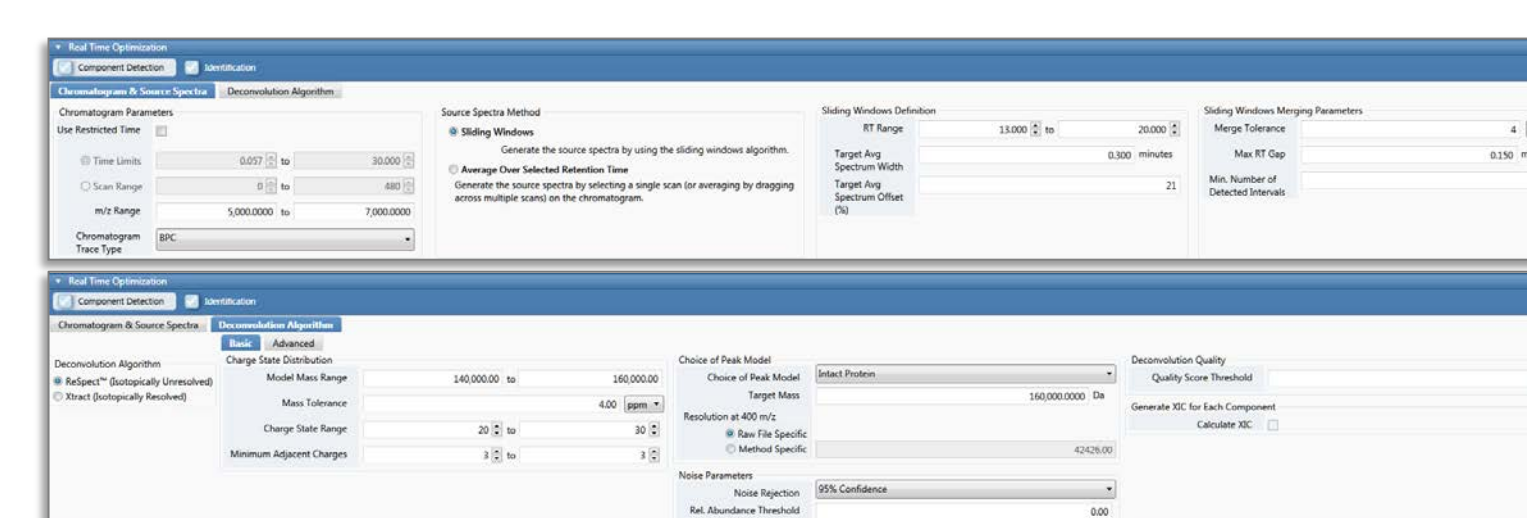 Real Time Optimization
Component Detection Identification
Chromatogram & Source Spectra Deconvolution Algorithm
Chromatogram Parameters
Use Restricted Time
Time Limits 0.057 to 30.000
Scan Range 0 to 480
m/z Range 5,000.0000 to 7,000.0000
Chromatogram
Trace Type
BPC
Source Spectra Method
Sliding Windows
Generate the source spectra by using the sliding windows algorithm.
Average Over Selected Retention Time
Generate the source spectra by selecting a single scan (or averaging by dragging
across multiple scans) on the chromatogram.
Sliding Windows Definition
RT Range 13.000 to 20.000
Target Avg
Spectrum Width
0.300 minutes
Target Avg
Spectrum Offset
(%)
21
Sliding Windows Merging Parameters
Merge Tolerance 4
Max RT Gap 0.150 m
Min. Number of
Detected Intervals
Real Time Optimization
Component Detection Identification
Chromatogram & Source Spectra Deconvolution Algorithm
Basic Advanced
Deconvolution Algorithm
ReSpect™ (Isotopically Unresolved)
Xtract (Isotopically Resolved)
Charge State Distribution
Model Mass Range 140,000.00 to 160,000.00
Mass Tolerance 4.00 ppm
Charge State Range 20 to 30
Minimum Adjacent Charges 3 to 3
Choice of Peak Model
Choice of Peak Model Intact Protein
Target Mass 160,000.0000 Da
Resolution at 400 m/z
Raw File Specific
Method Specific 42426.00
Noise Parameters
Noise Rejection 95% Confidence
Rel. Abundance Threshold 0.00
Deconvolution Quality
Quality Score Threshold
Generate XIC for Each Component
Calculate XIC